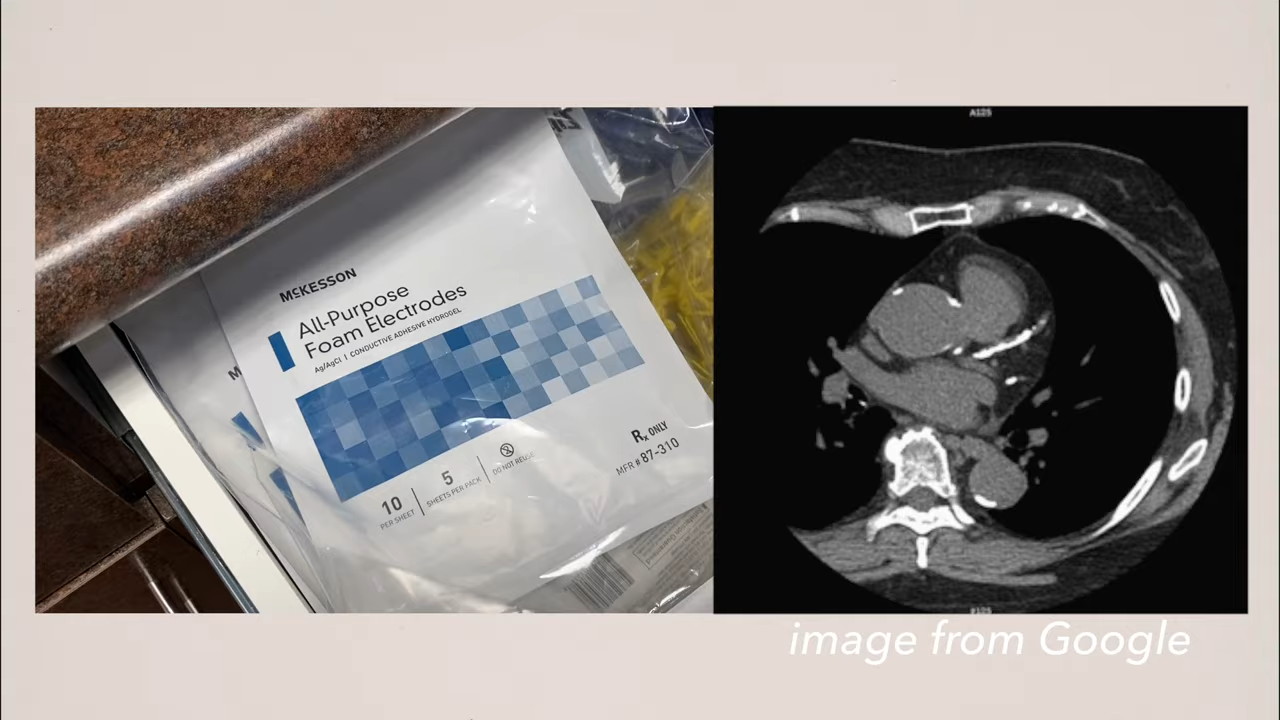 MCKESSON
All-Purpose
Foam Electrodes
Ag/AgCl | CONDUCTIVE ADHESIVE HYDROGEL
10
PER SHEET
5
SHEETS PER PACK
DO NOT REUSE
Rx ONLY
MFR # 87-310
M
A125
P125
image from Google